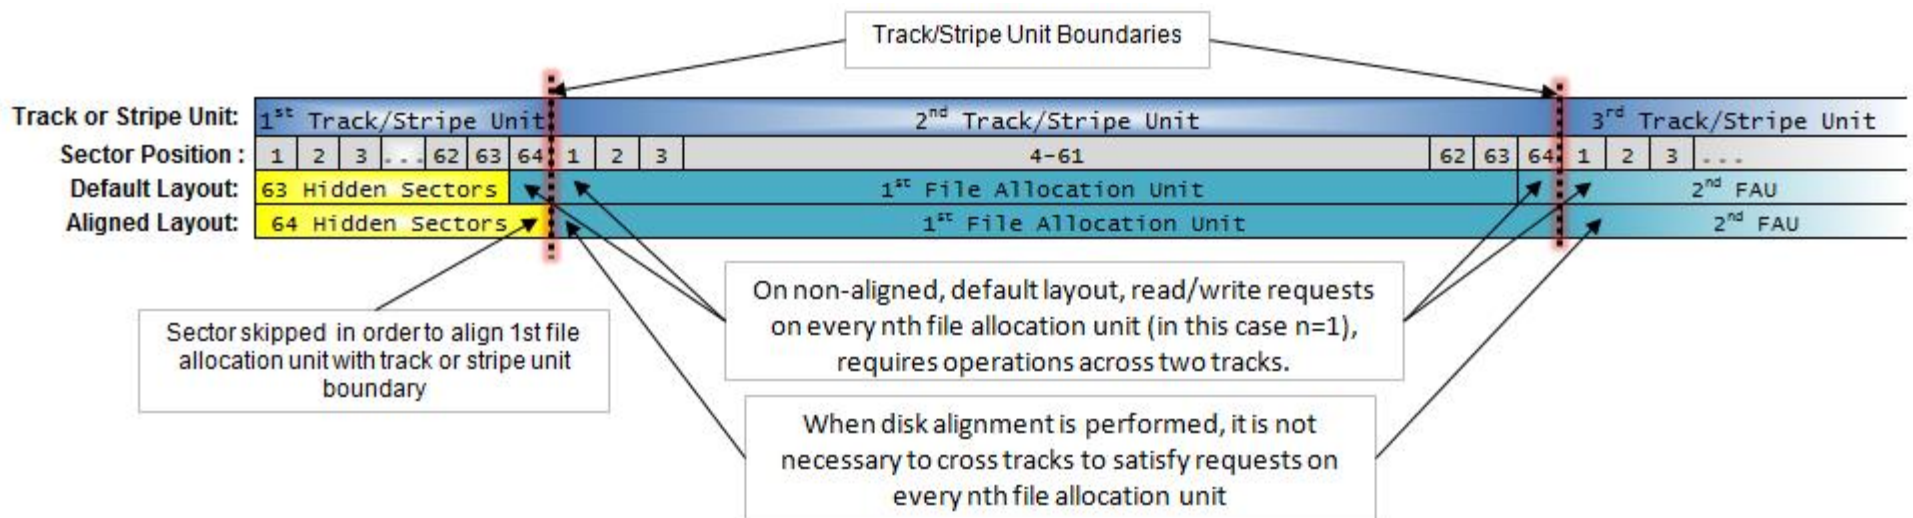 Track/Stripe Unit Boundaries
Track or Stripe Unit: 1st Track/Stripe Unit 2nd Track/Stripe Unit 3rd Track/Stripe Unit
Sector Position : 1 2 3 ... 62 63 64 1 2 3 4-61 62 63 64 1 2 3 ...
Default Layout: 63 Hidden Sectors 1st File Allocation Unit 2nd FAU
Aligned Layout: 64 Hidden Sectors 1st File Allocation Unit 2nd FAU
Sector skipped in order to align 1st file
allocation unit with track or stripe unit
boundary
On non-aligned, default layout, read/write requests
on every nth file allocation unit (in this case n=1),
requires operations across two tracks.
When disk alignment is performed, it is not
necessary to cross tracks to satisfy requests on
every nth file allocation unit